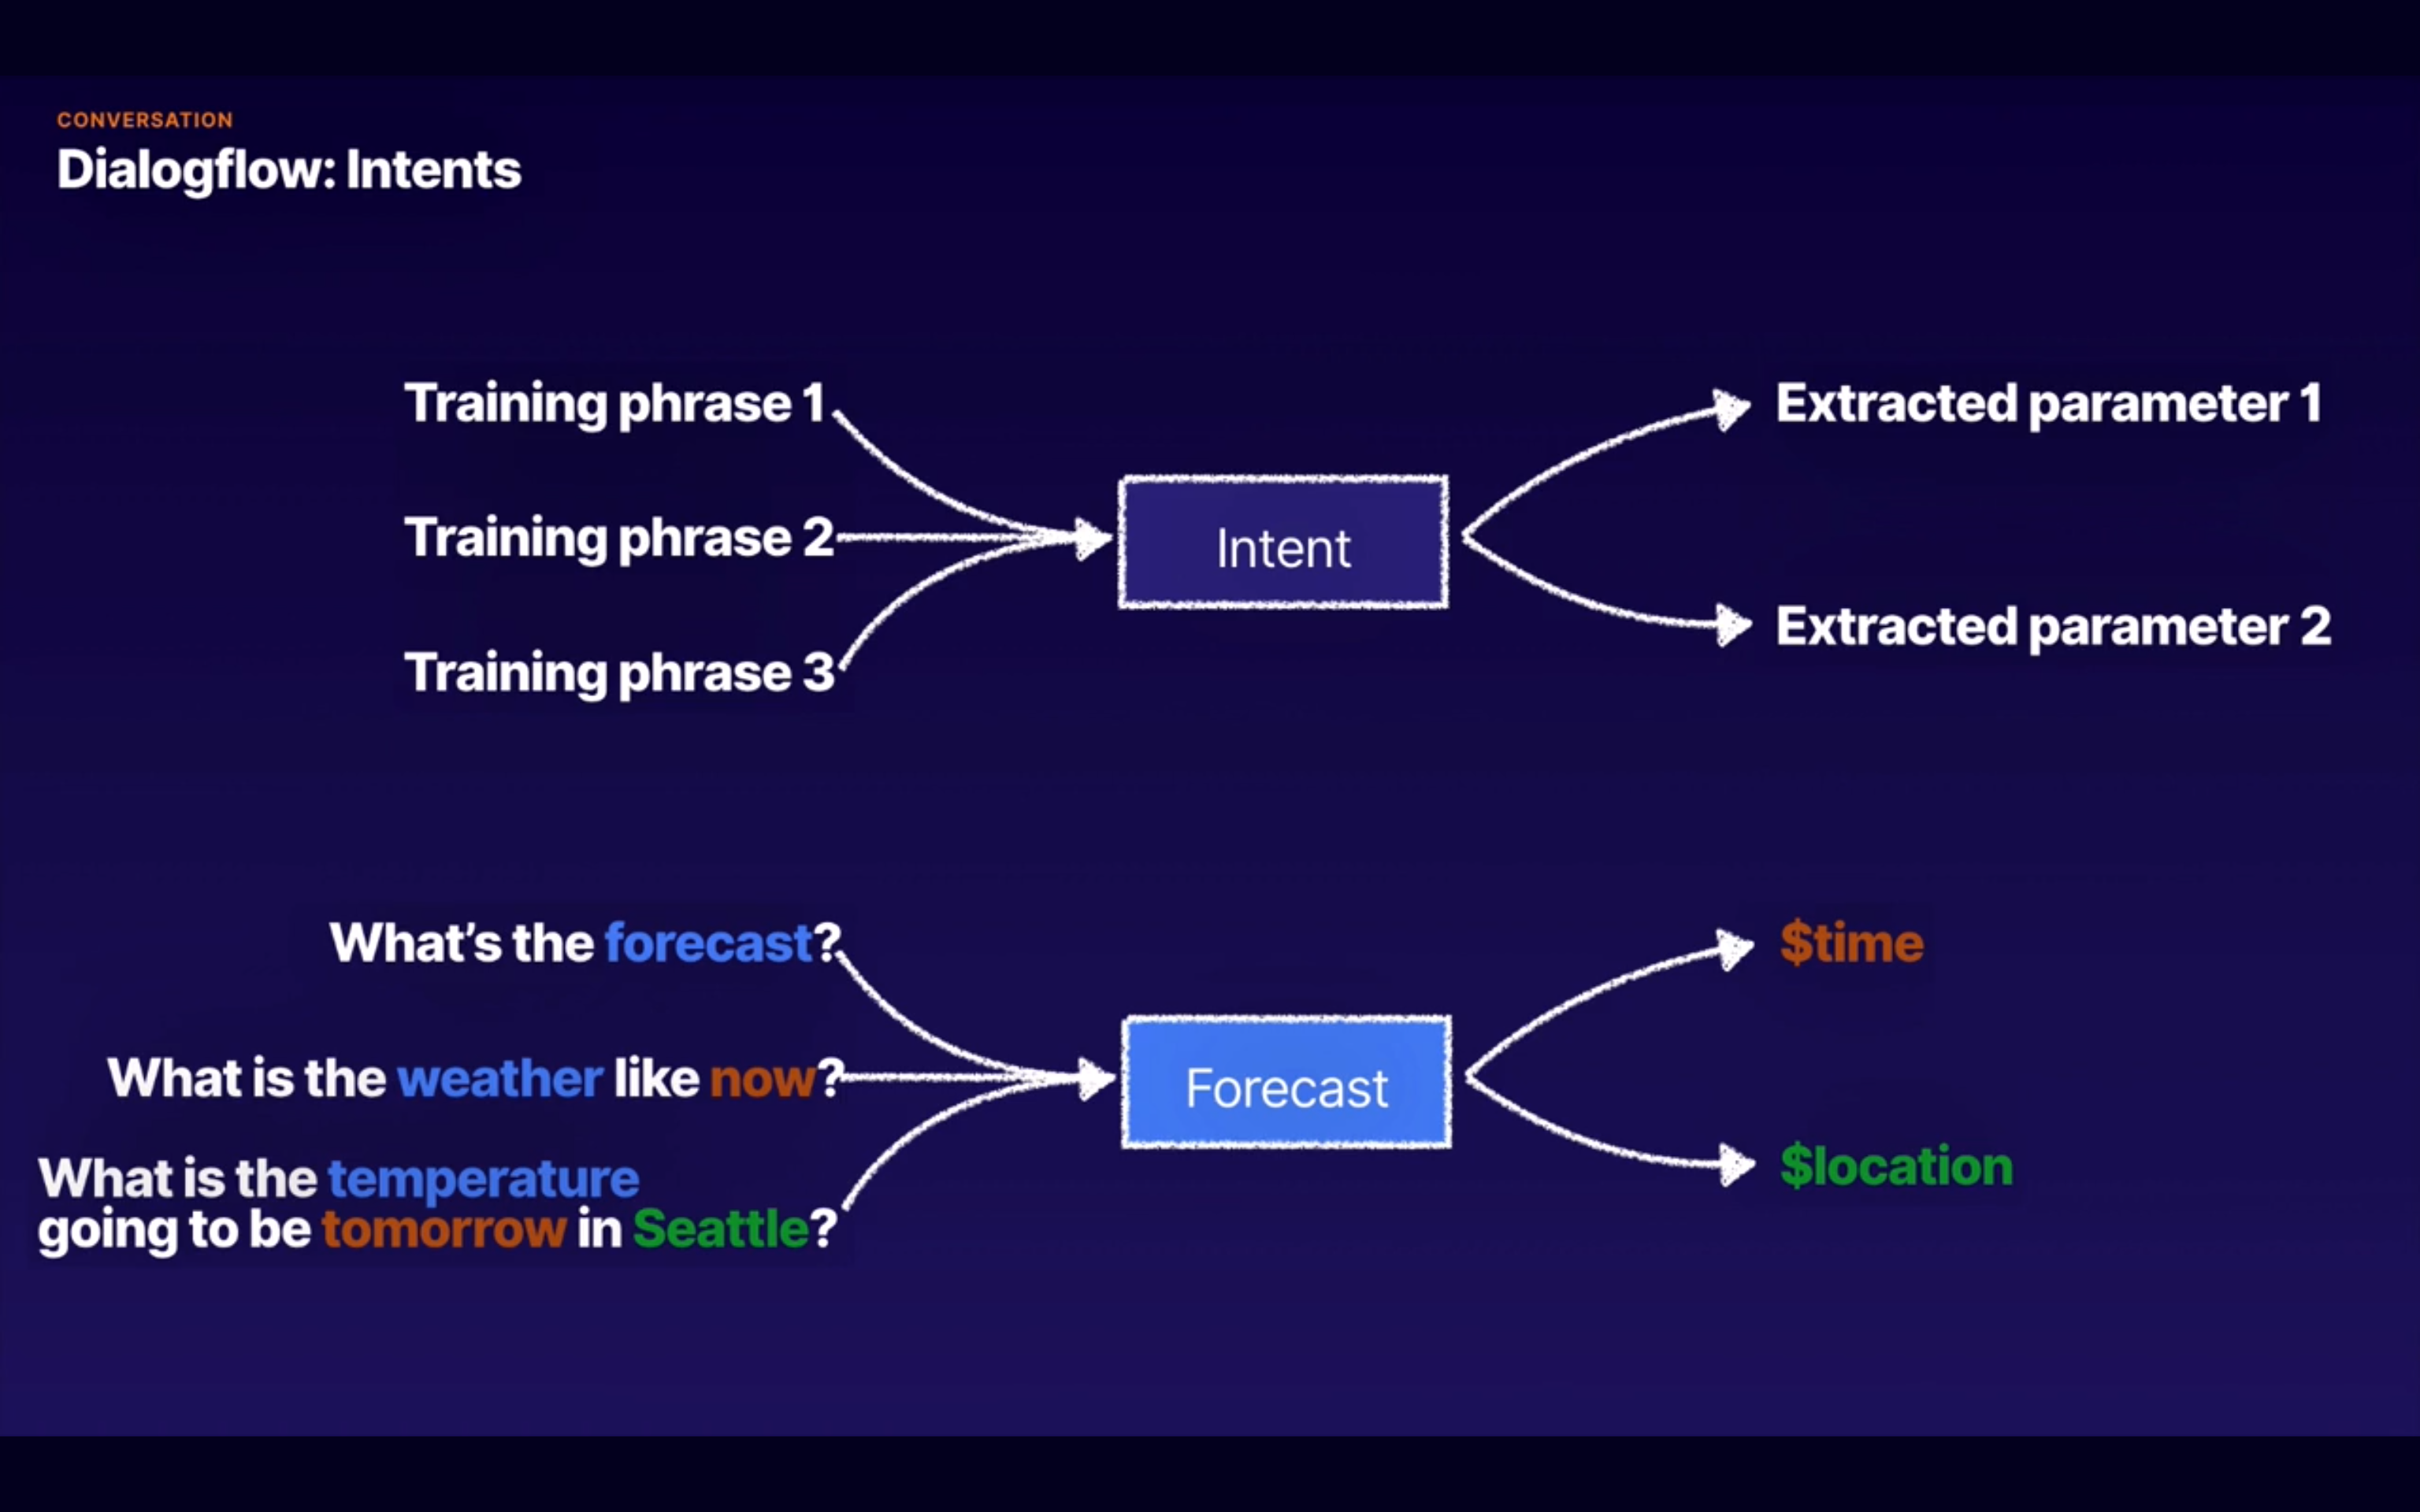 CONVERSATION
Dialogflow: Intents
Training phrase 1
Training phrase 2
Training phrase 3
Intent
Extracted parameter 1
Extracted parameter 2
What’s the forecast?
What is the weather like now?
What is the temperature
going to be tomorrow in Seattle?
Forecast
$time
$location